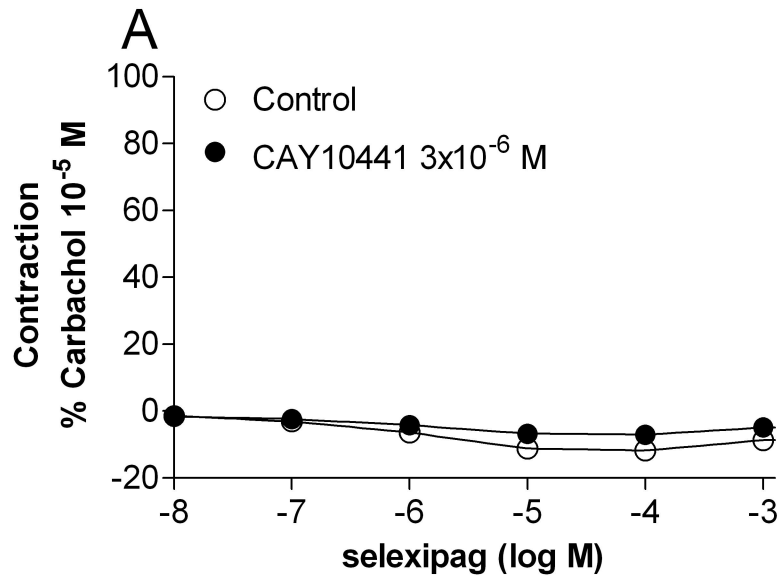 A
100
80
60
40
20
0
-20
Contraction
% Carbachol 10⁻⁵ M
Control
CAY10441 3x10⁻⁶ M
-8 -7 -6 -5 -4 -3
selexipag (log M)